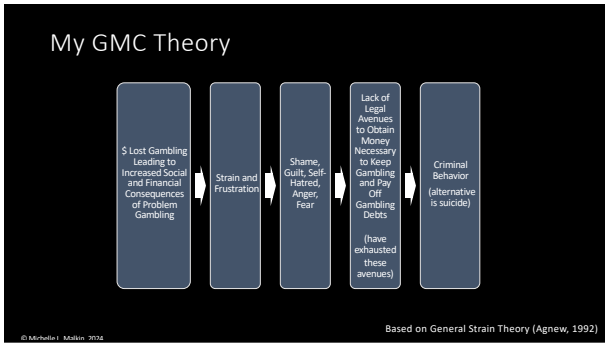 My GMC Theory
$ Lost Gambling
Leading to
Increased Social
and Financial
Consequences
of Problem
Gambling
Strain and
Frustration
Shame,
Guilt, Self-
Hatred,
Anger,
Fear
Lack of
Legal
Avenues
to Obtain
Money
Necessary
to Keep
Gambling
and Pay
Off
Gambling
Debts
(have
exhausted
these
avenues)
Criminal
Behavior
(alternative
is suicide)
Based on General Strain Theory (Agnew, 1992)
© Michelle L. Malkin, 2024